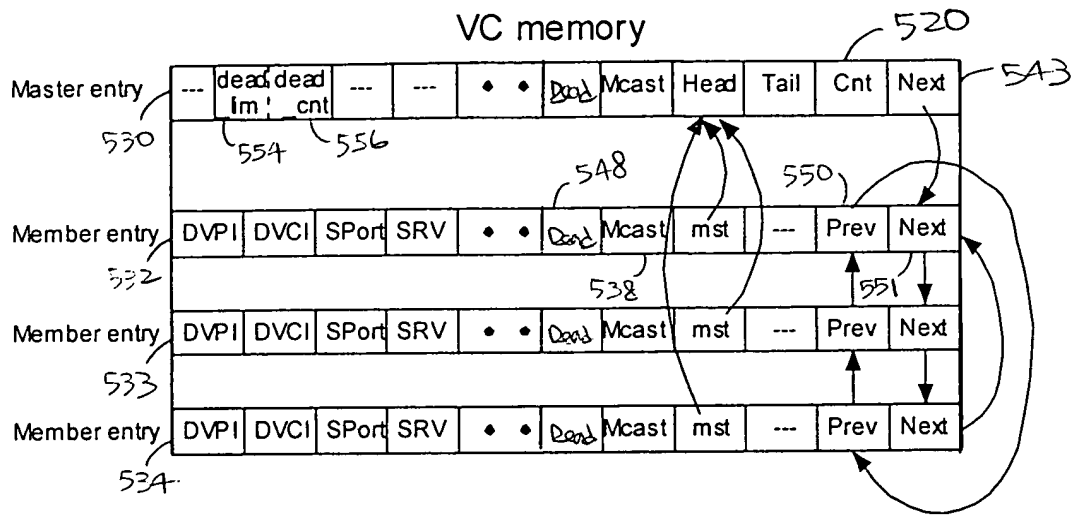 VC memory
520
543
Master entry --- dead_lim dead_cnt --- --- • • Dead Mcast Head Tail Cnt Next
530
554
556
548
550
Member entry DVPI DVCI SPort SRV • • Dead Mcast mst --- Prev Next
532
538
551
Member entry DVPI DVCI SPort SRV • • Dead Mcast mst --- Prev Next
533
Member entry DVPI DVCI SPort SRV • • Dead Mcast mst --- Prev Next
534